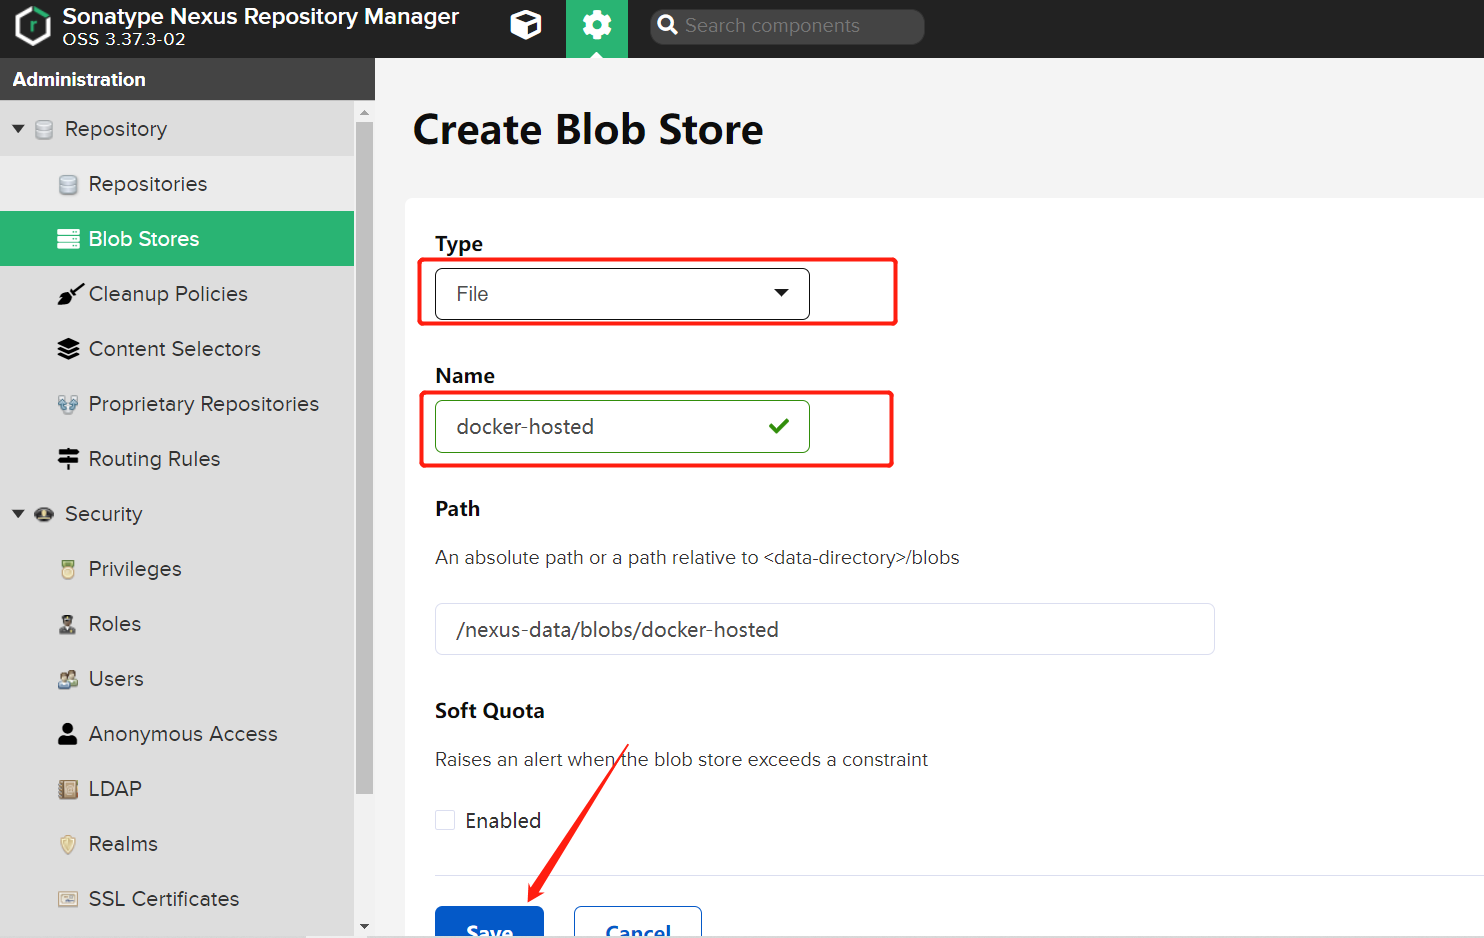 Sonatype Nexus Repository Manager
OSS 3.37.3-02
Search components
Administration
Repository
Repositories
Blob Stores
Cleanup Policies
Content Selectors
Proprietary Repositories
Routing Rules
Security
Privileges
Roles
Users
Anonymous Access
LDAP
Realms
SSL Certificates
Create Blob Store
Type
File
Name
docker-hosted
Path
An absolute path or a path relative to <data-directory>/blobs
/nexus-data/blobs/docker-hosted
Soft Quota
Raises an alert when the blob store exceeds a constraint
Enabled
Save
Cancel